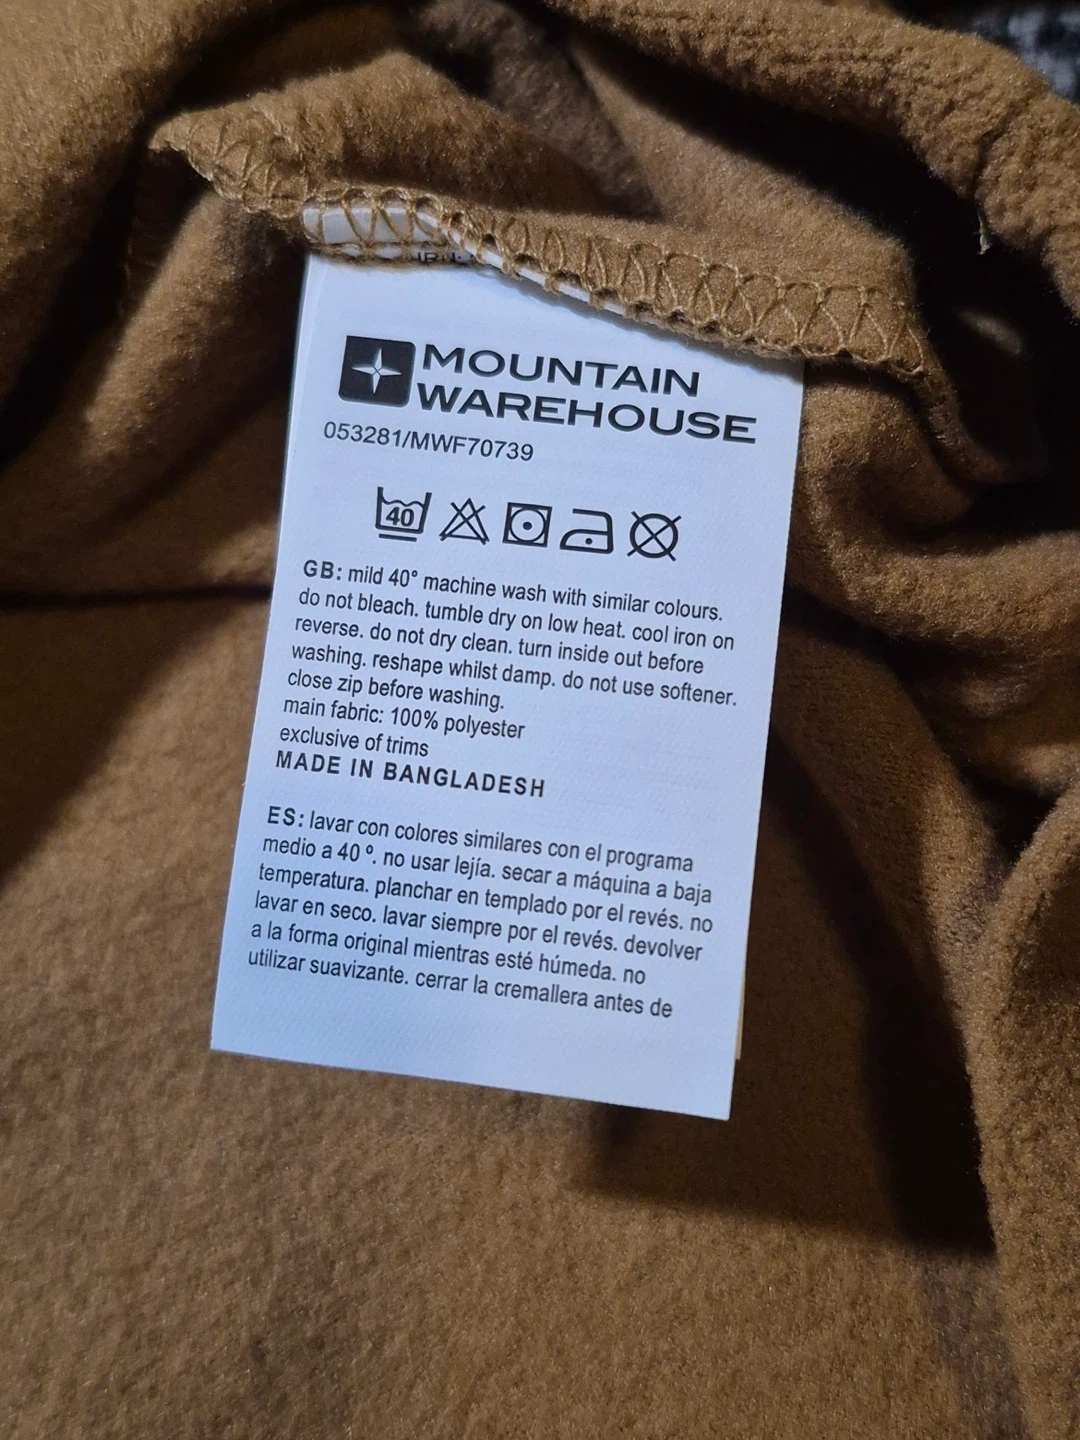 MOUNTAIN
WAREHOUSE
053281/MWF70739
40
GB: mild 40° machine wash with similar colours.
do not bleach. tumble dry on low heat. cool iron on
reverse. do not dry clean. turn inside out before
washing. reshape whilst damp. do not use softener.
close zip before washing.
main fabric: 100% polyester
exclusive of trims
MADE IN BANGLADESH
ES: lavar con colores similares con el programa
medio a 40 º. no usar lejía. secar a máquina a baja
temperatura. planchar en templado por el revés. no
lavar en seco. lavar siempre por el revés. devolver
a la forma original mientras esté húmeda. no
utilizar suavizante. cerrar la cremallera antes de